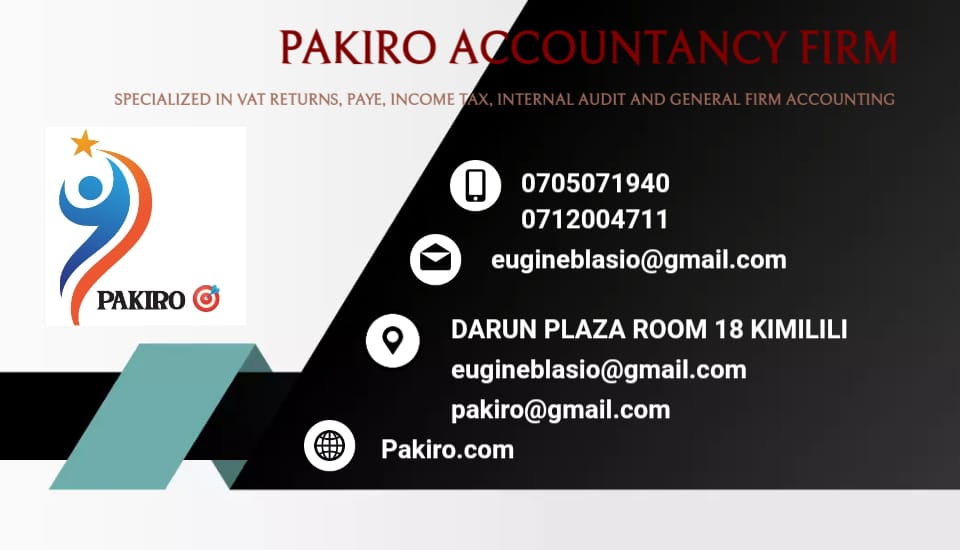 PAKIRO ACCOUNTANCY FIRM
SPECIALIZED IN VAT RETURNS, PAYE, INCOME TAX, INTERNAL AUDIT AND GENERAL FIRM ACCOUNTING
PAKIRO
0705071940
0712004711
eugineblasio@gmail.com
DARUN PLAZA ROOM 18 KIMILILI
eugineblasio@gmail.com
pakiro@gmail.com
Pakiro.com